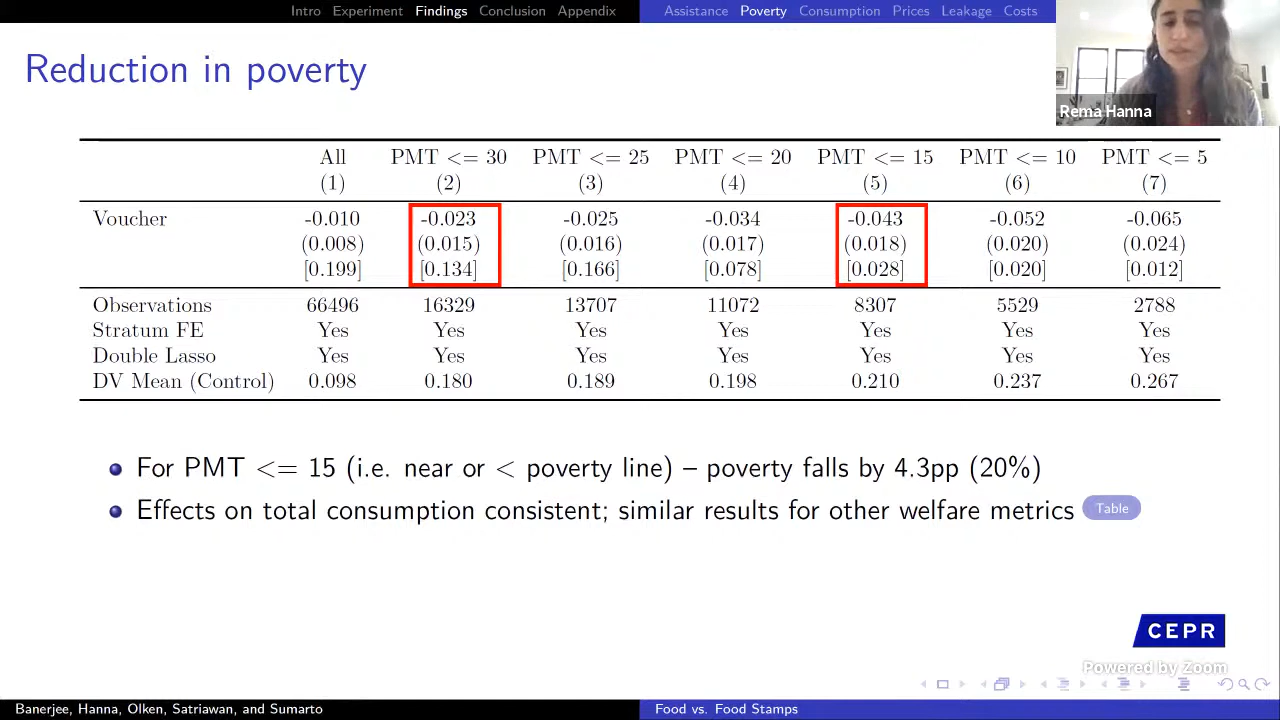 Intro Experiment Findings Conclusion Appendix Assistance Poverty Consumption Prices Leakage Costs
Reduction in poverty
Rema Hanna
All PMT <= 30 PMT <= 25 PMT <= 20 PMT <= 15 PMT <= 10 PMT <= 5
(1) (2) (3) (4) (5) (6) (7)
Voucher -0.010 -0.023 -0.025 -0.034 -0.043 -0.052 -0.065
(0.008) (0.015) (0.016) (0.017) (0.018) (0.020) (0.024)
[0.199] [0.134] [0.166] [0.078] [0.028] [0.020] [0.012]
Observations 66496 16329 13707 11072 8307 5529 2788
Stratum FE Yes Yes Yes Yes Yes Yes Yes
Double Lasso Yes Yes Yes Yes Yes Yes Yes
DV Mean (Control) 0.098 0.180 0.189 0.198 0.210 0.237 0.267
For PMT <= 15 (i.e. near or < poverty line) – poverty falls by 4.3pp (20%)
Effects on total consumption consistent; similar results for other welfare metrics Table
CEPR
Powered by Zoom
Banerjee, Hanna, Olken, Satriawan, and Sumarto Food vs. Food Stamps